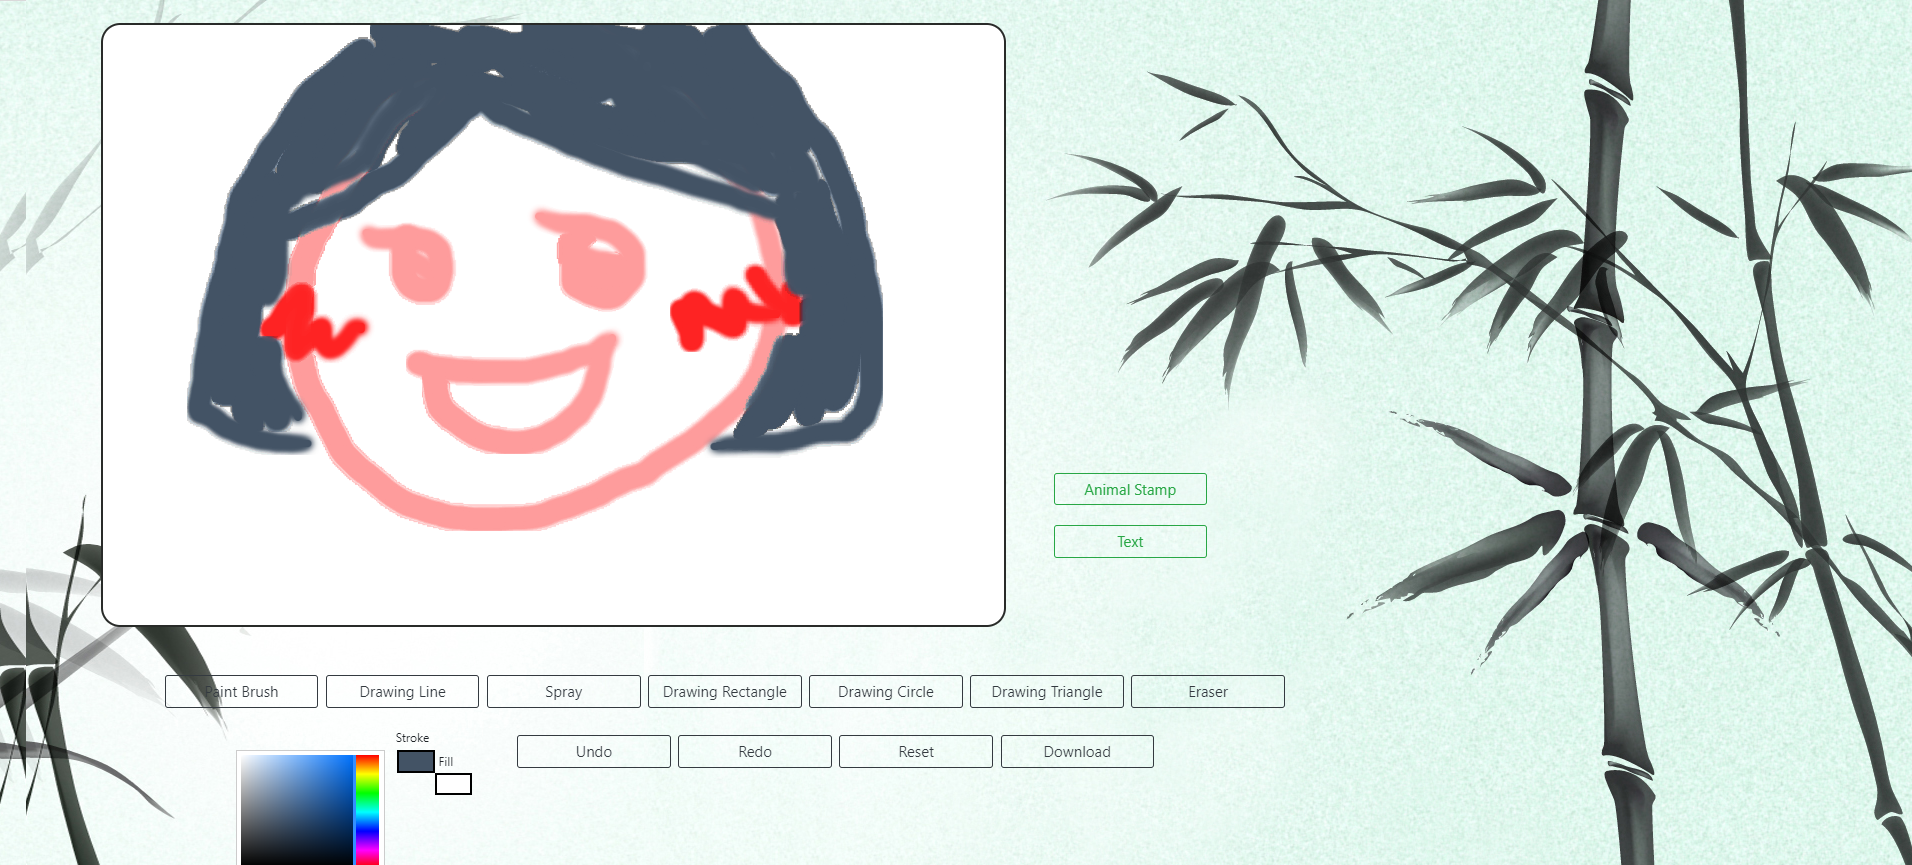 Animal Stamp
Text
Paint Brush
Drawing Line
Spray
Drawing Rectangle
Drawing Circle
Drawing Triangle
Eraser
Stroke
Fill
Undo
Redo
Reset
Download